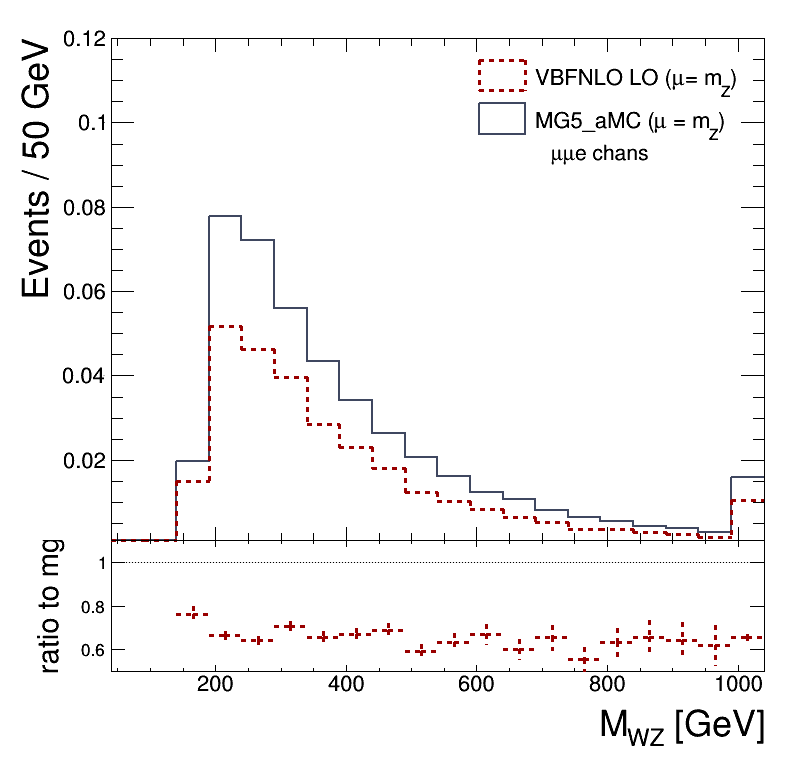 0.12
0.1
0.08
0.06
0.04
0.02
Events / 50 GeV
VBFNLO LO (μ= m_Z)
MG5_aMC (μ = m_Z)
μμe chans
ratio to mg
1
0.8
0.6
200 400 600 800 1000
M_WZ [GeV]